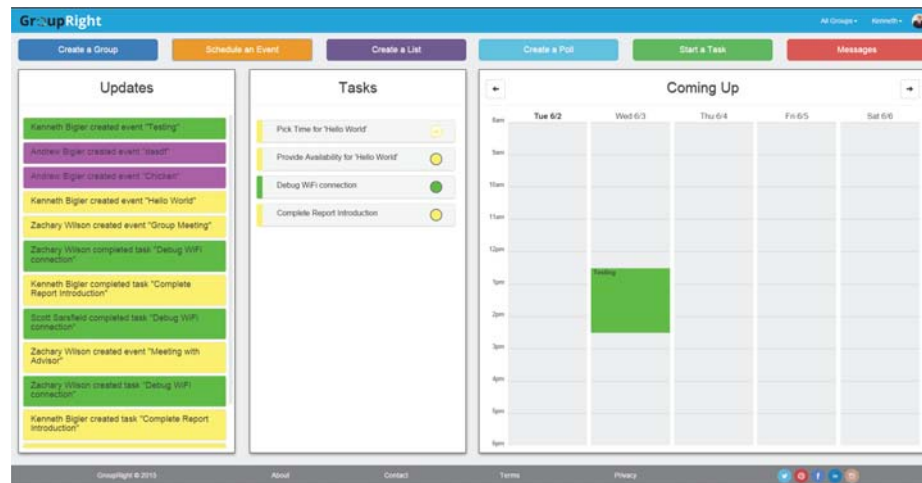 GroupRight
All Groups
Kenneth
Create a Group
Schedule an Event
Create a List
Create a Poll
Start a Task
Messages
Updates
Kenneth Bigler created event "Testing"
Andrew Bigler created event "asasdf"
Andrew Bigler created event "Chicken"
Kenneth Bigler created event "Hello World"
Zachary Wilson created event "Group Meeting"
Zachary Wilson completed task "Debug WiFi
connection"
Kenneth Bigler completed task "Complete
Report Introduction"
Scott Sarsfield completed task "Debug WiFi
connection"
Zachary Wilson created event "Meeting with
Advisor"
Zachary Wilson created task "Debug WiFi
connection"
Kenneth Bigler created task "Complete Report
Introduction"
Tasks
Pick Time for 'Hello World'
Provide Availability for 'Hello World'
Debug WiFi connection
Complete Report Introduction
Coming Up
Tue 6/2
Wed 6/3
Thu 6/4
Fri 6/5
Sat 6/6
8am
9am
10am
11am
12pm
1pm
2pm
3pm
4pm
5pm
6pm
Testing
GroupRight © 2015
About
Contact
Terms
Privacy